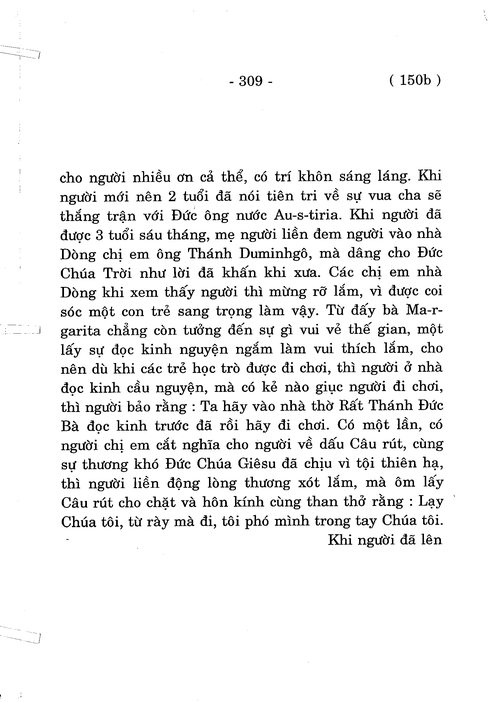 - 309 - ( 150b )
cho người nhiều ơn cả thể, có trí khôn sáng láng. Khi
người mới nên 2 tuổi đã nói tiên tri về sự vua cha sẽ
thắng trận với Đức ông nước Au-s-tiria. Khi người đã
được 3 tuổi sáu tháng, mẹ người liền đem người vào nhà
Dòng chị em ông Thánh Duminhgô, mà dâng cho Đức
Chúa Trời như lời đã khấn khi xưa. Các chị em nhà
Dòng khi xem thấy người thì mừng rỡ lắm, vì được coi
sóc một con trẻ sang trọng làm vậy. Từ đấy bà Ma-r-
garita chẳng còn tưởng đến sự gì vui vẻ thế gian, một
lấy sự đọc kinh nguyện ngắm làm vui thích lắm, cho
nên dù khi các trẻ học trò được đi chơi, thì người ở nhà
đọc kinh cầu nguyện, mà có kẻ nào giục người đi chơi,
thì người bảo rằng : Ta hãy vào nhà thờ Rất Thánh Đức
Bà đọc kinh trước đã rồi hãy đi chơi. Có một lần, có
người chị em cắt nghĩa cho người về dấu Câu rút, cùng
sự thương khó Đức Chúa Giêsu đã chịu vì tội thiên hạ,
thì người liền động lòng thương xót lắm, mà ôm lấy
Câu rút cho chặt và hôn kính cùng than thở rằng : Lạy
Chúa tôi, từ rày mà đi, tôi phó mình trong tay Chúa tôi.
Khi người đã lên